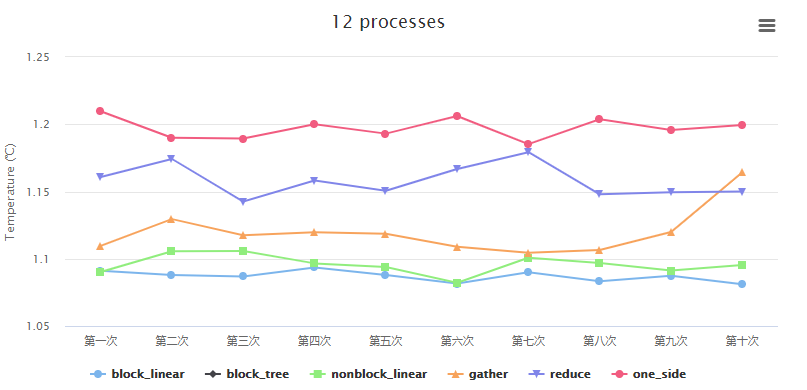 12 processes
1.25
1.2
1.15
1.1
1.05
Temperature (℃)
第一次 第二次 第三次 第四次 第五次 第六次 第七次 第八次 第九次 第十次
block_linear block_tree nonblock_linear gather reduce one_side